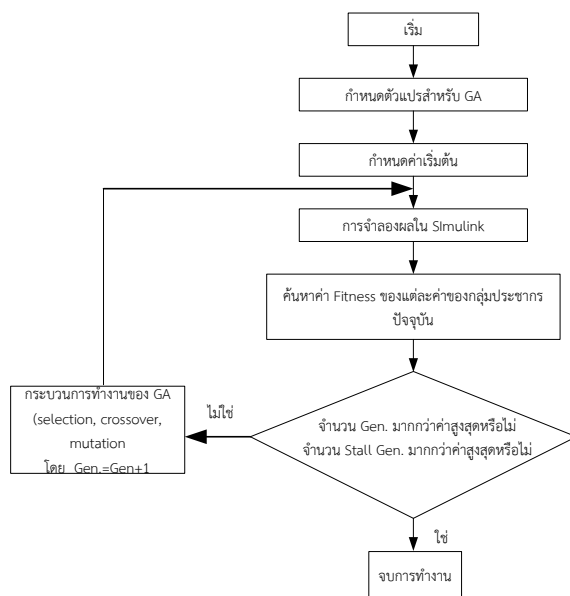 เริ่ม
กำหนดตัวแปรสำหรับ GA
กำหนดค่าเริ่มต้น
การจำลองผลใน SImulink
ค้นหาค่า Fitness ของแต่ละค่าของกลุ่มประชากร
ปัจจุบัน
กระบวนการทำงานของ GA
(selection, crossover,
mutation
โดย Gen.=Gen+1
ไม่ใช่
จำนวน Gen. มากกว่าค่าสูงสุดหรือไม่
จำนวน Stall Gen. มากกว่าค่าสูงสุดหรือไม่
ใช่
จบการทำงาน